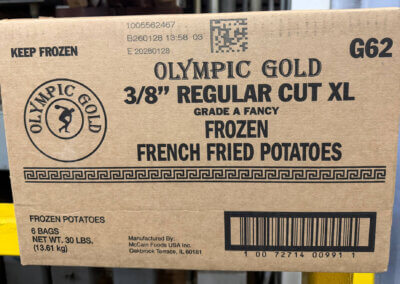 1005562467
B260128 13:58 03
E 20280128
KEEP FROZEN
G62
OLYMPIC GOLD
OLYMPIC GOLD
3/8” REGULAR CUT XL
GRADE A FANCY
FROZEN
FRENCH FRIED POTATOES
FROZEN POTATOES
6 BAGS
NET WT. 30 LBS.
(13.61 kg)
Manufactured By:
McCain Foods USA Inc.
Oakbrook Terrace, IL 60181
1 00 72714 00991 1